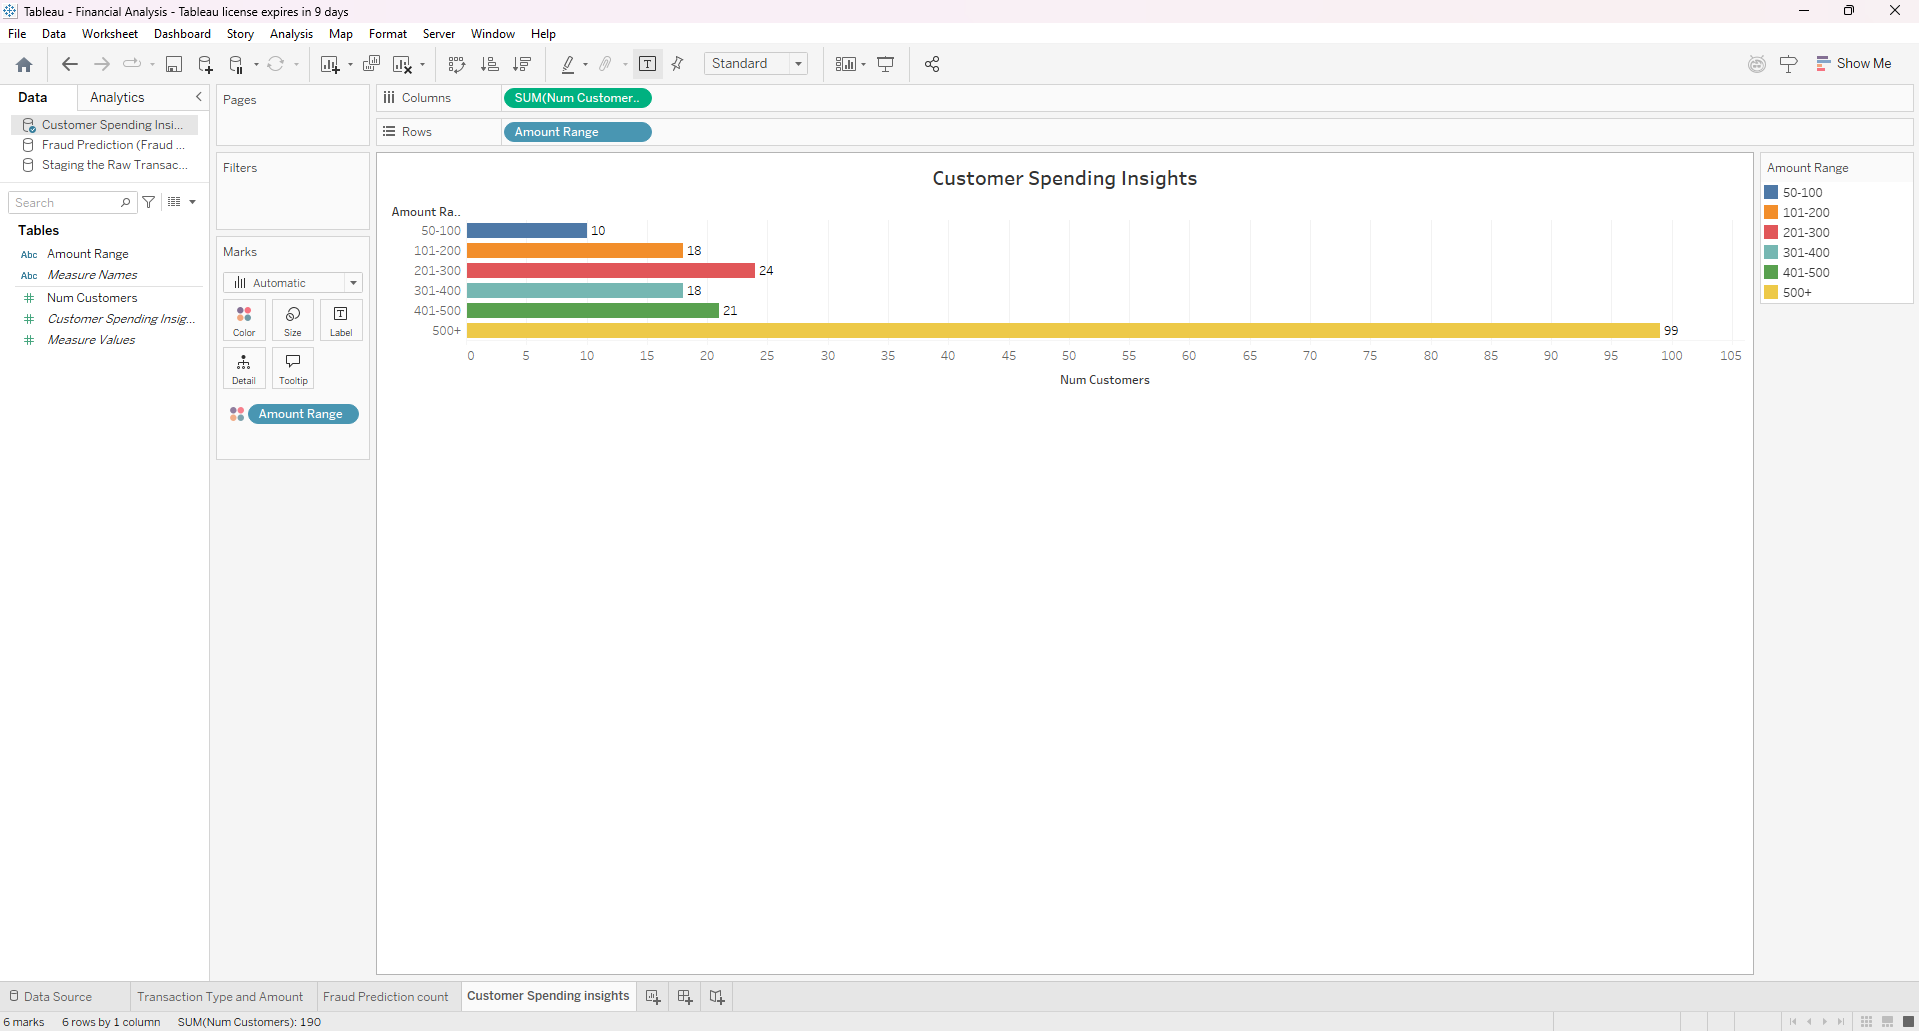 Tableau - Financial Analysis - Tableau license expires in 9 days
File Data Worksheet Dashboard Story Analysis Map Format Server Window Help
Standard
Show Me
Data Analytics
Customer Spending Insi...
Fraud Prediction (Fraud ...
Staging the Raw Transac...
Search
Tables
Abc Amount Range
Abc Measure Names
# Num Customers
# Customer Spending Insig...
# Measure Values
Pages
Filters
Marks
Automatic
Color Size Label
Detail Tooltip
Amount Range
Columns SUM(Num Customer..
Rows Amount Range
Customer Spending Insights
Amount Ra..
50-100 10
101-200 18
201-300 24
301-400 18
401-500 21
500+ 99
0 5 10 15 20 25 30 35 40 45 50 55 60 65 70 75 80 85 90 95 100 105
Num Customers
Amount Range
50-100
101-200
201-300
301-400
401-500
500+
Data Source Transaction Type and Amount Fraud Prediction count Customer Spending insights
6 marks 6 rows by 1 column SUM(Num Customers): 190